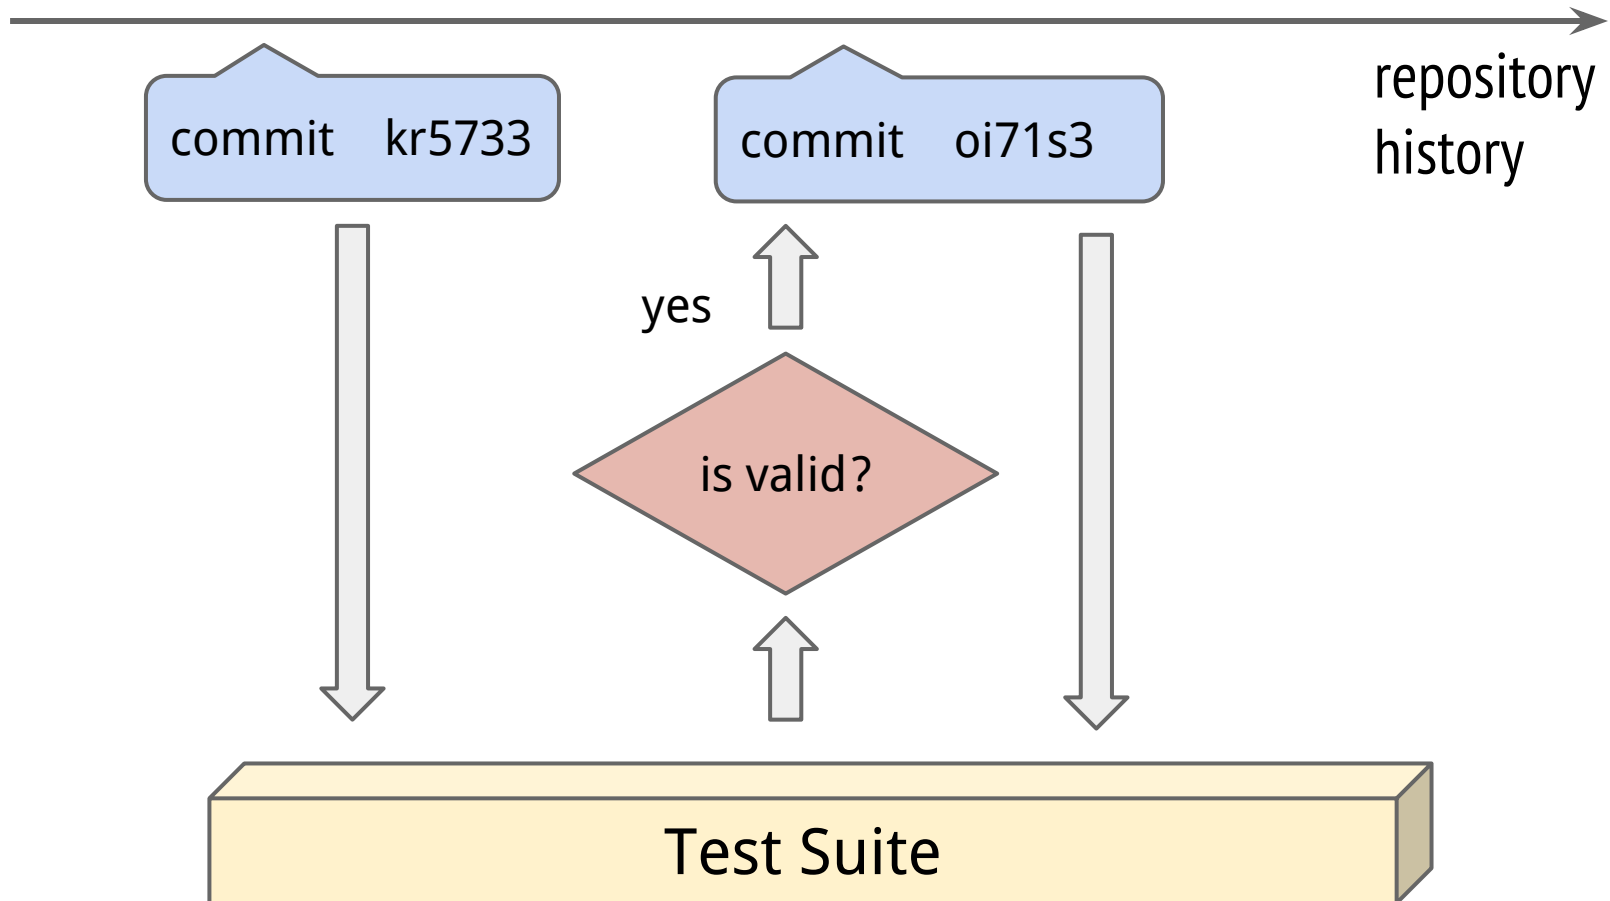 commit kr5733
commit oi71s3
repository
history
yes
is valid?
Test Suite